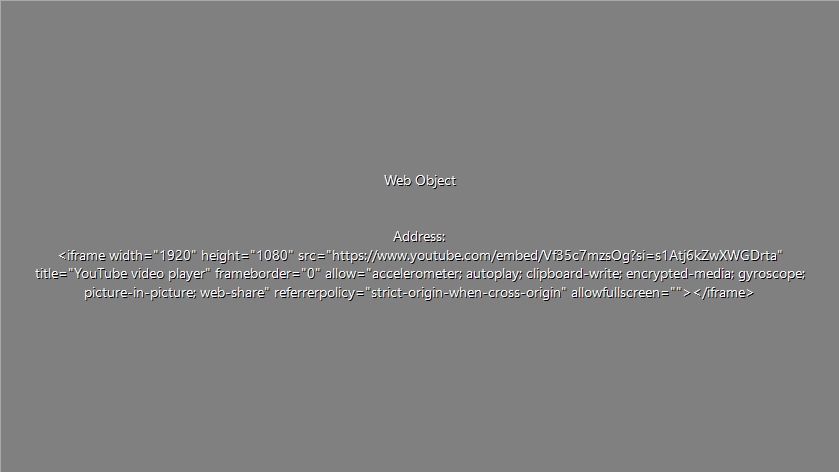 Web Object
Address:
<iframe width="1920" height="1080" src="https://www.youtube.com/embed/Vf35c7mzsOg?si=s1Atj6kZwXWGDrta"
title="YouTube video player" frameborder="0" allow="accelerometer; autoplay; clipboard-write; encrypted-media; gyroscope;
picture-in-picture; web-share" referrerpolicy="strict-origin-when-cross-origin" allowfullscreen=""></iframe>